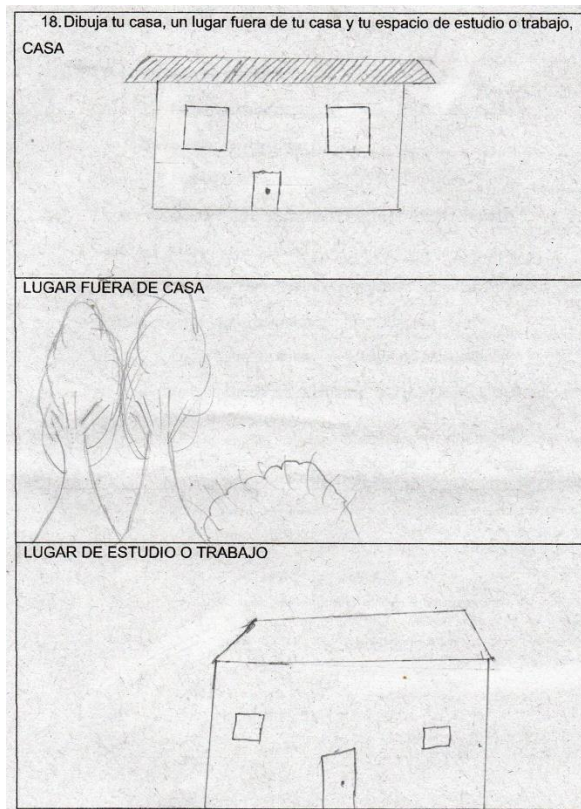 18. Dibuja tu casa, un lugar fuera de tu casa y tu espacio de estudio o trabajo,
CASA
LUGAR FUERA DE CASA
LUGAR DE ESTUDIO O TRABAJO